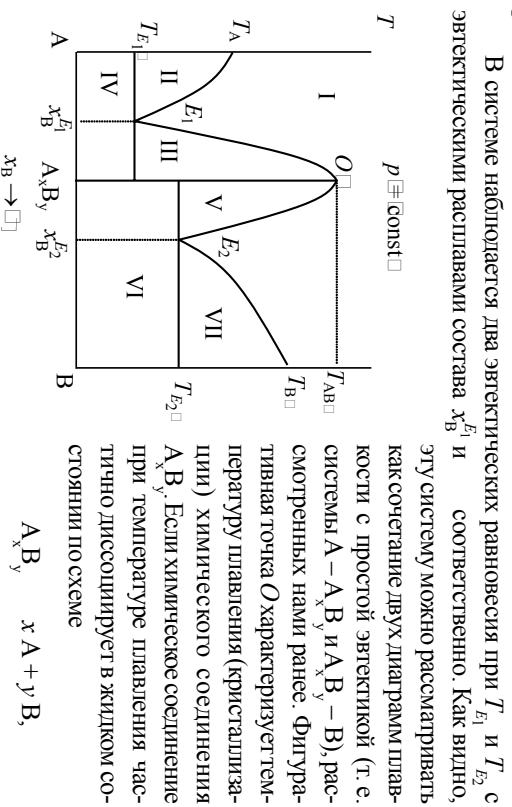 В системе наблюдается два эвтектических равновесия при T_E1 и T_E2 с
эвтектическими расплавами состава x_B^E1 и соответственно. Как видно,
эту систему можно рассматривать
как сочетание двух диаграмм плав-
кости с простой эвтектикой (т. е.
системы A – A_xB_y и A_xB_y – B), рас-
смотренных нами ранее. Фигура-
тивная точка O характеризует тем-
пературу плавления (кристаллиза-
ции) химического соединения
A_xB_y. Если химическое соединение
при температуре плавления час-
тично диссоциирует в жидком со-
стоянии по схеме
A_xB_y x A + y B,
T
p = const
I
O
T_A
T_AB
T_B
II
E_1
III
V
E_2
VII
T_E1
T_E2
IV
VI
A
x_B^E1
A_xB_y
x_B^E2
B
x_B →